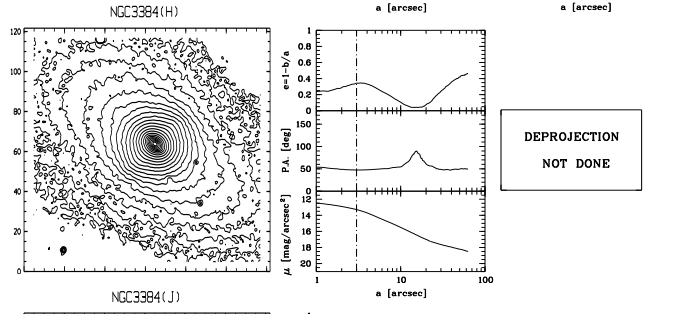 a [arcsec]
a [arcsec]
NGC3384(H)
120
100
80
60
40
20
0
1
0.8
0.6
0.4
0.2
0
e=1-b/a
150
100
50
0
P.A. [deg]
12
14
16
18
20
μ [mag/arcsec²]
1
10
100
a [arcsec]
DEPROJECTION
NOT DONE
NGC3384(J)